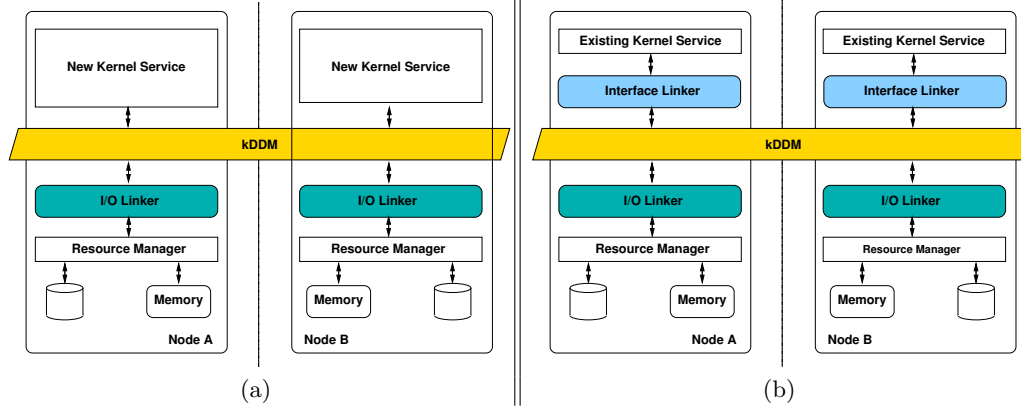 New Kernel Service
New Kernel Service
kDDM
I/O Linker
I/O Linker
Resource Manager
Resource Manager
Memory
Memory
Node A
Node B
(a)
Existing Kernel Service
Existing Kernel Service
Interface Linker
Interface Linker
kDDM
I/O Linker
I/O Linker
Resource Manager
Resource Manager
Memory
Memory
Node A
Node B
(b)